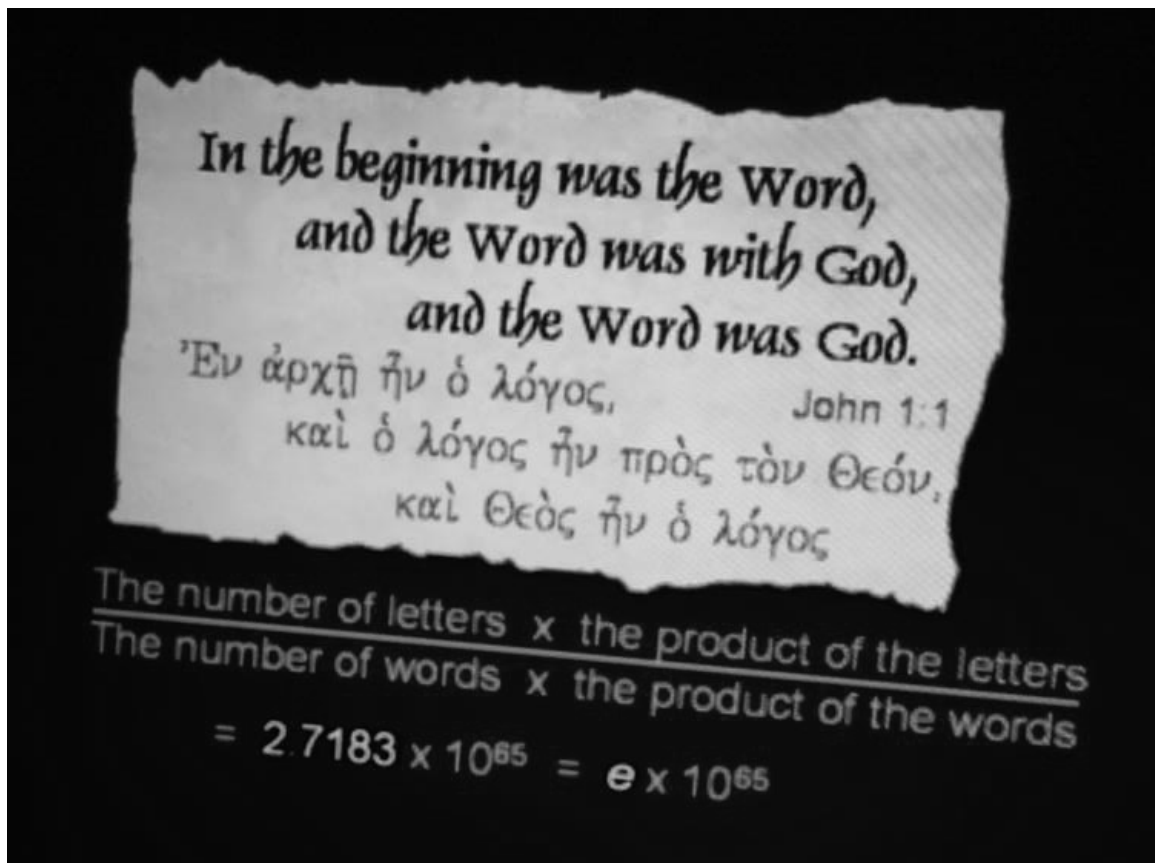 In the beginning was the Word,
and the Word was with God,
and the Word was God.
Ἐν ἀρχῇ ἦν ὁ λόγος,
John 1:1
καὶ ὁ λόγος ἦν πρὸς τὸν Θεόν,
καὶ Θεὸς ἦν ὁ λόγος
The number of letters x the product of the letters
The number of words x the product of the words
= 2.7183 x 10⁶⁵ = e x 10⁶⁵